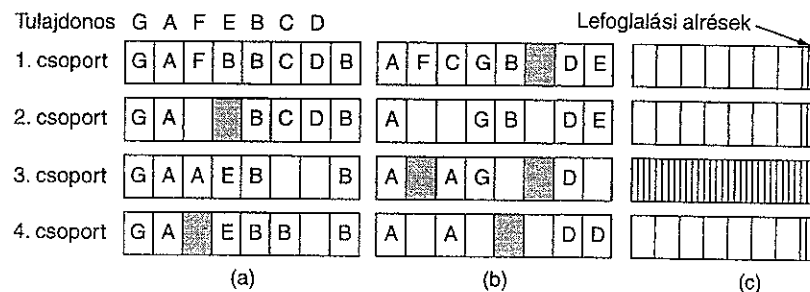 Tulajdonos G A F E B C D
Lefoglalási alrések
1. csoport G A F B B C D B A F C G B D E
2. csoport G A B C D B A G B D E
3. csoport G A A E B B A A G D
4. csoport G A E B B B A A D D
(a) (b) (c)